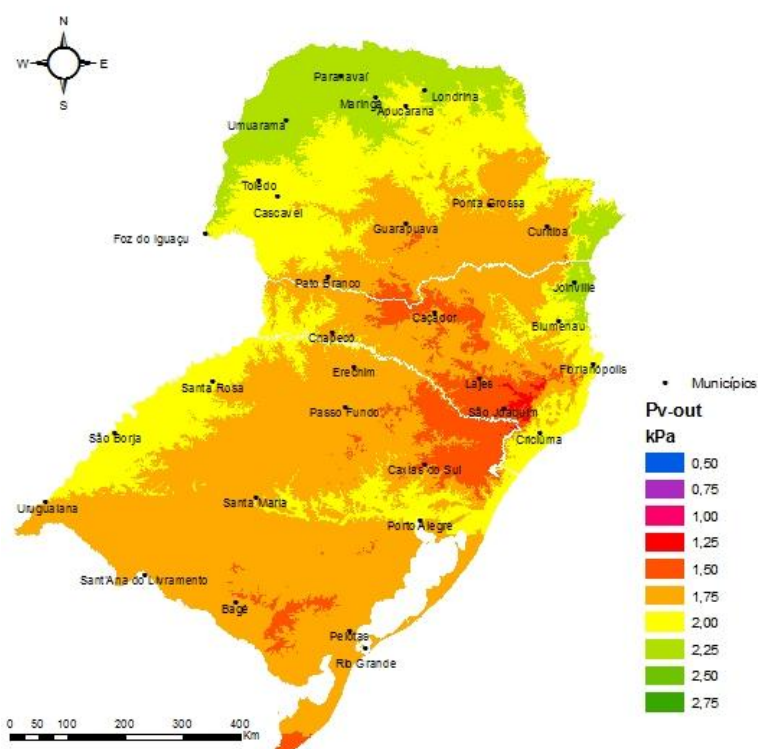 N
W E
S
Paranavaí
Maringá
Londrina
Apucarana
Umuarama
Toledo
Cascavel
Ponta Grossa
Guarapuava
Curitiba
Foz do Iguaçu
Pato Branco
Joinville
Caçador
Blumenau
Chapecó
Erechim
Florianópolis
Lajes
Santa Rosa
Passo Fundo
São Joaquim
São Borja
Criciúma
Caxias do Sul
Uruguaiana
Santa Maria
Porto Alegre
Sant'Ana do Livramento
Bagé
Pelotas
Rio Grande
Municípios
Pv-out
kPa
0,50
0,75
1,00
1,25
1,50
1,75
2,00
2,25
2,50
2,75
0 50 100 200 300 400
Km